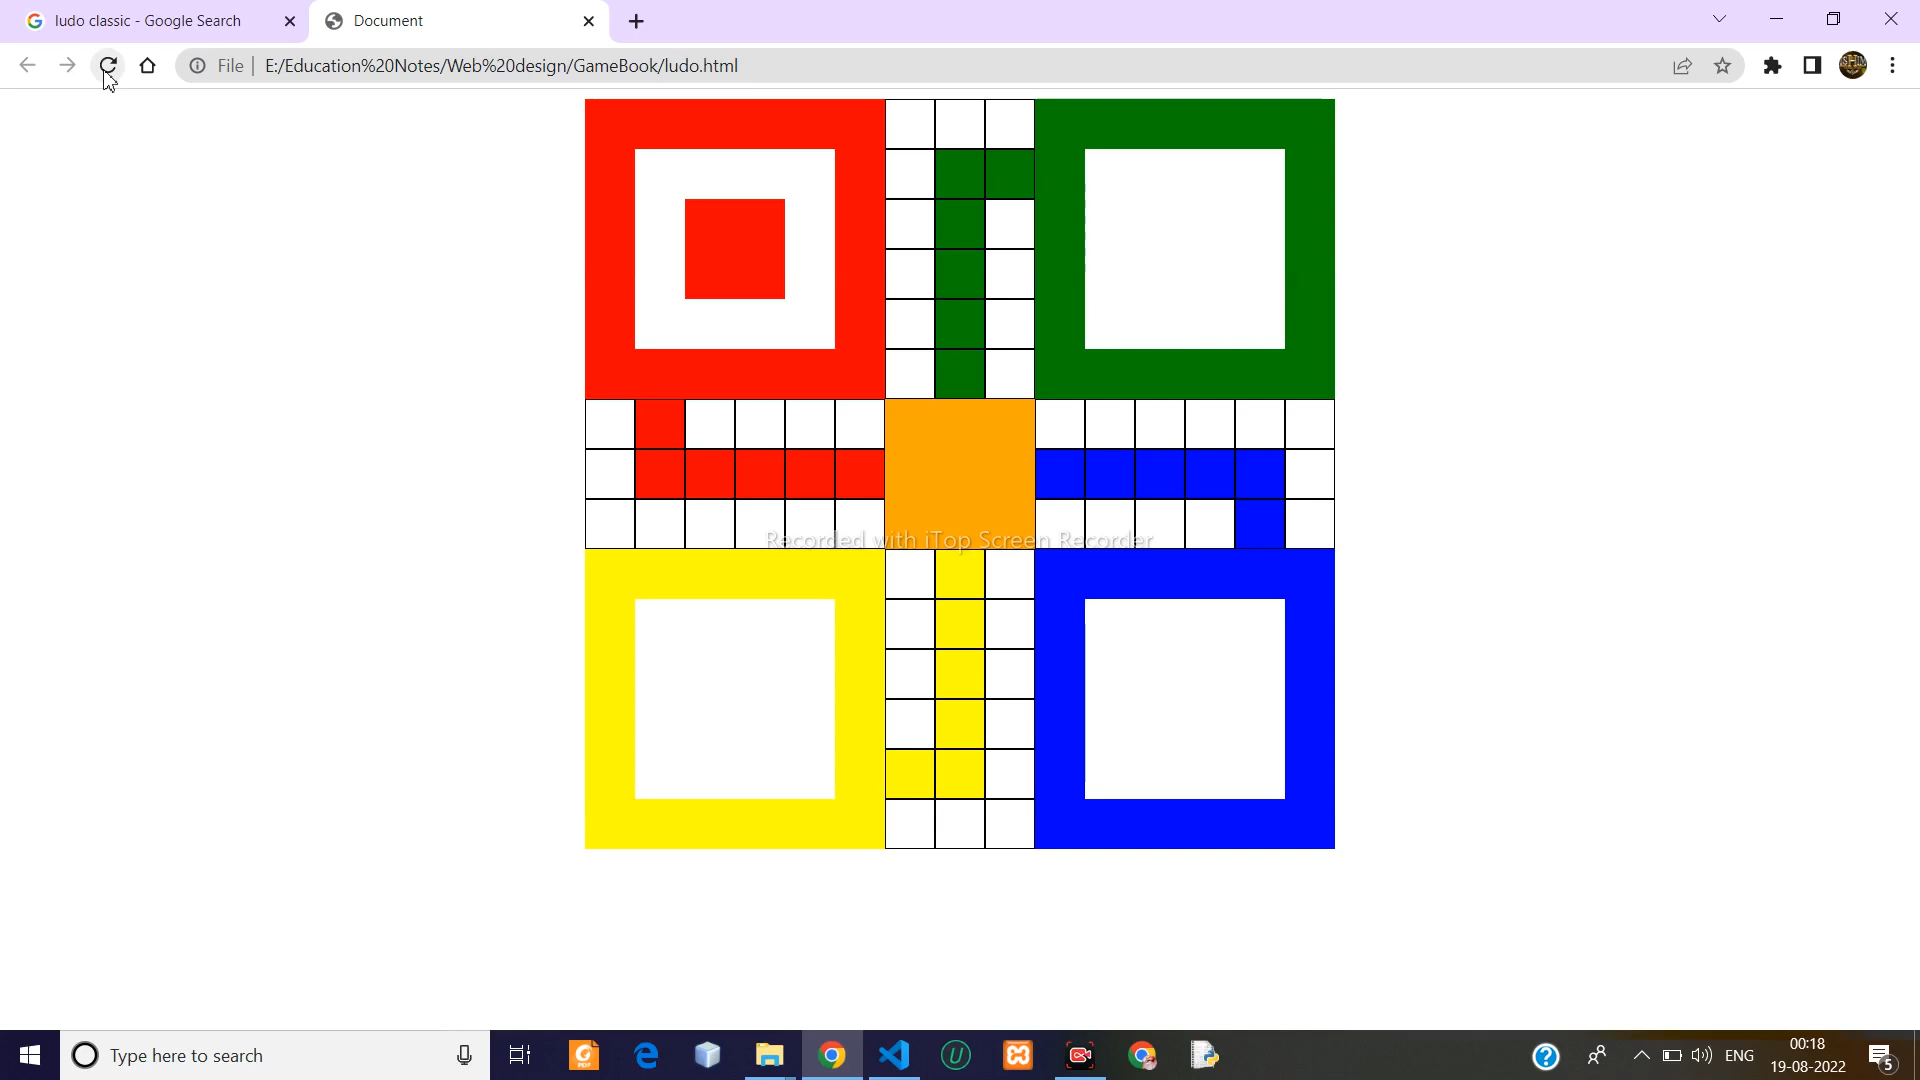 ludo classic - Google Search
Document
File
E:/Education%20Notes/Web%20design/GameBook/ludo.html
Recorded with iTop Screen Recorder
Type here to search
ENG
00:18
19-08-2022
5